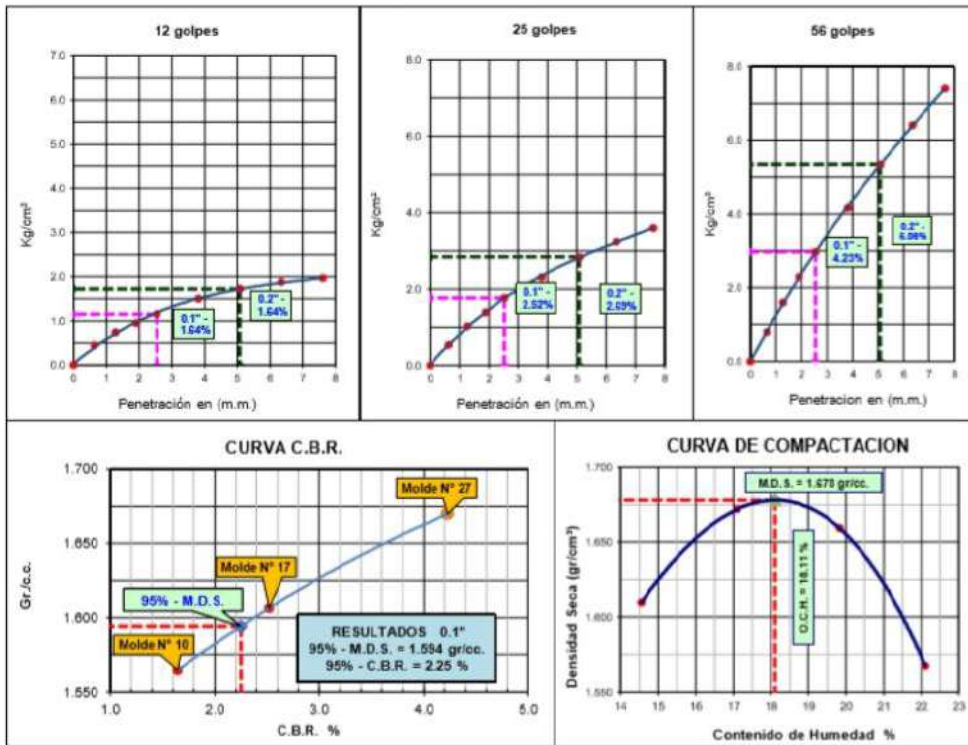 12 golpes
7.0
6.0
5.0
4.0
3.0
2.0
1.0
0.0
Kg/cm²
0.1" -
1.64%
0.2" -
1.64%
0 1 2 3 4 5 6 7 8
Penetración en (m.m.)
25 golpes
8.0
6.0
4.0
2.0
0.0
Kg/cm²
0.1" -
2.52%
0.2" -
2.69%
0 1 2 3 4 5 6 7 8
Penetración en (m.m.)
56 golpes
8.0
6.0
4.0
2.0
0.0
Kg/cm²
0.1" -
4.23%
0.2" -
0 1 2 3 4 5 6 7 8
Penetracion en (m.m.)
CURVA C.B.R.
1.700
1.650
1.600
1.550
Gr./c.c.
Molde N° 27
Molde N° 17
95% - M.D.S.
Molde N° 10
RESULTADOS 0.1"
95% - M.D.S. = 1.594 gr/cc.
95% - C.B.R. = 2.25 %
1.0 2.0 3.0 4.0 5.0
C.B.R. %
CURVA DE COMPACTACION
1.700
1.650
1.600
1.550
Densidad Seca (gr/cm³)
M.D.S. = 1.678 gr/cc.
O.C.H. = 18.11 %
14 15 16 17 18 19 20 21 22 23
Contenido de Humedad %